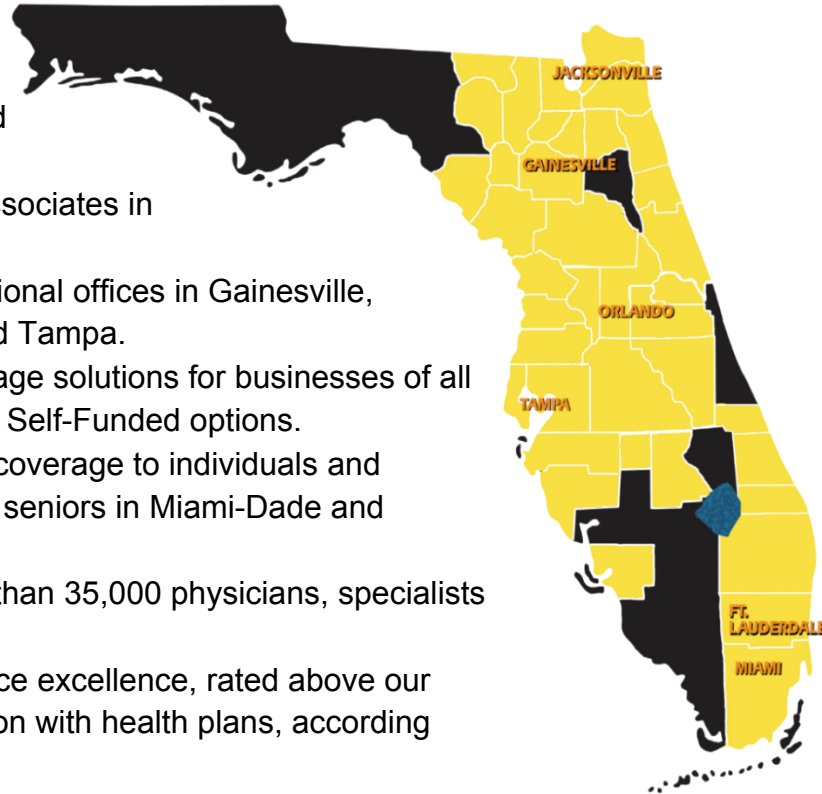 d
ssociates in
ional offices in Gainesville,
d Tampa.
age solutions for businesses of all
Self-Funded options.
coverage to individuals and
seniors in Miami-Dade and
than 35,000 physicians, specialists
ce excellence, rated above our
on with health plans, according
JACKSONVILLE
GAINESVILLE
ORLANDO
TAMPA
FT.
LAUDERDALE
MIAMI